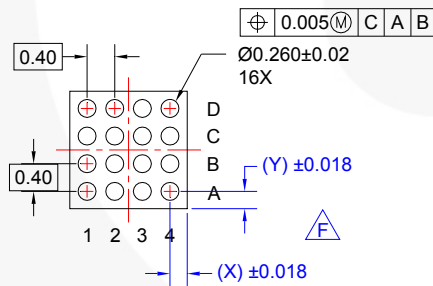 ⌖ 0.005Ⓜ C A B
0.40
Ø0.260±0.02
16X
D
C
B
0.40
A
(Y) ±0.018
F
1 2 3 4
(X) ±0.018